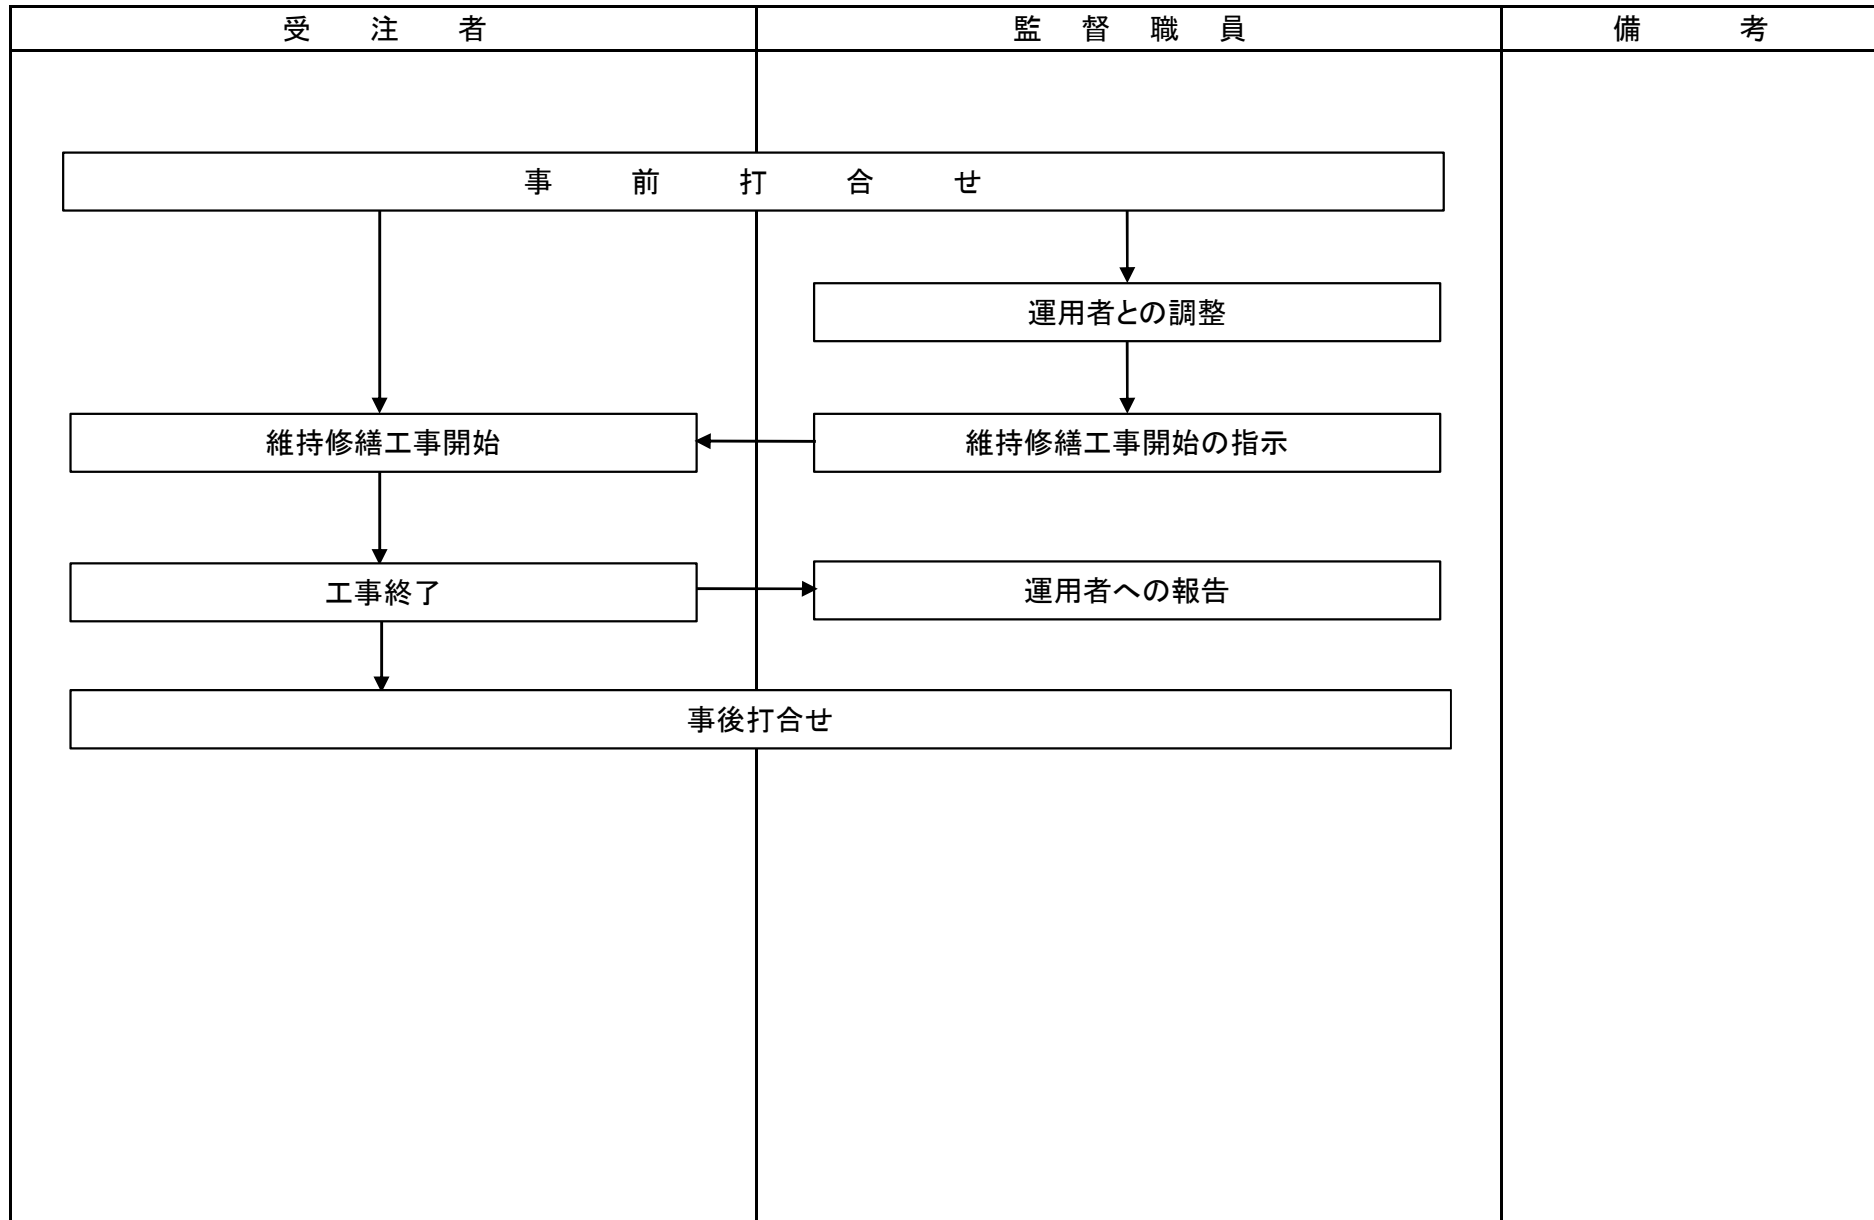 受注者
監督職員
備考
事前打合せ
運用者との調整
維持修繕工事開始
維持修繕工事開始の指示
工事終了
運用者への報告
事後打合せ